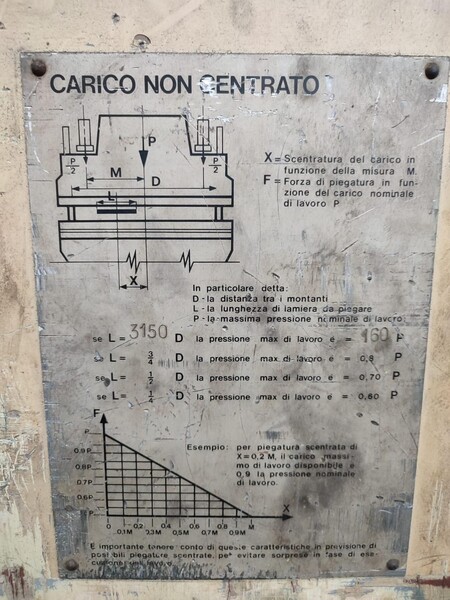 CARICO NON CENTRATO
P
P/2
P/2
M
D
L
X
X = Scentratura del carico in
funzione della misura M.
F = Forza di piegatura in fun-
zione del carico nominale
di lavoro P
In particolare detta:
D - la distanza tra i montanti
L - la lunghezza di lamiera da piegare
P - la massima pressione nominale di lavoro
se L = 3150 D la pressione max di lavoro é = 160 P
se L = 3/4 D la pressione max di lavoro é = 0,8 P
se L = 1/2 D la pressione max di lavoro é = 0,70 P
se L = 1/4 D la pressione max di lavoro é = 0,60 P
F
P
0,9P
0,8P
0,7P
Esempio: per piegatura scentrata di
X=0,2 M, il carico massi-
mo di lavoro disponibile é
0,9 la pressione nominale
di lavoro.
0 0,2 0,4 0,6 0,8 M X
0,1M 0,3M 0,5M 0,7M 0,9M
E importante tenere conto di queste caratteristiche in previsione di
possibili piegature scentrate, per evitare sorprese in fase di ese-